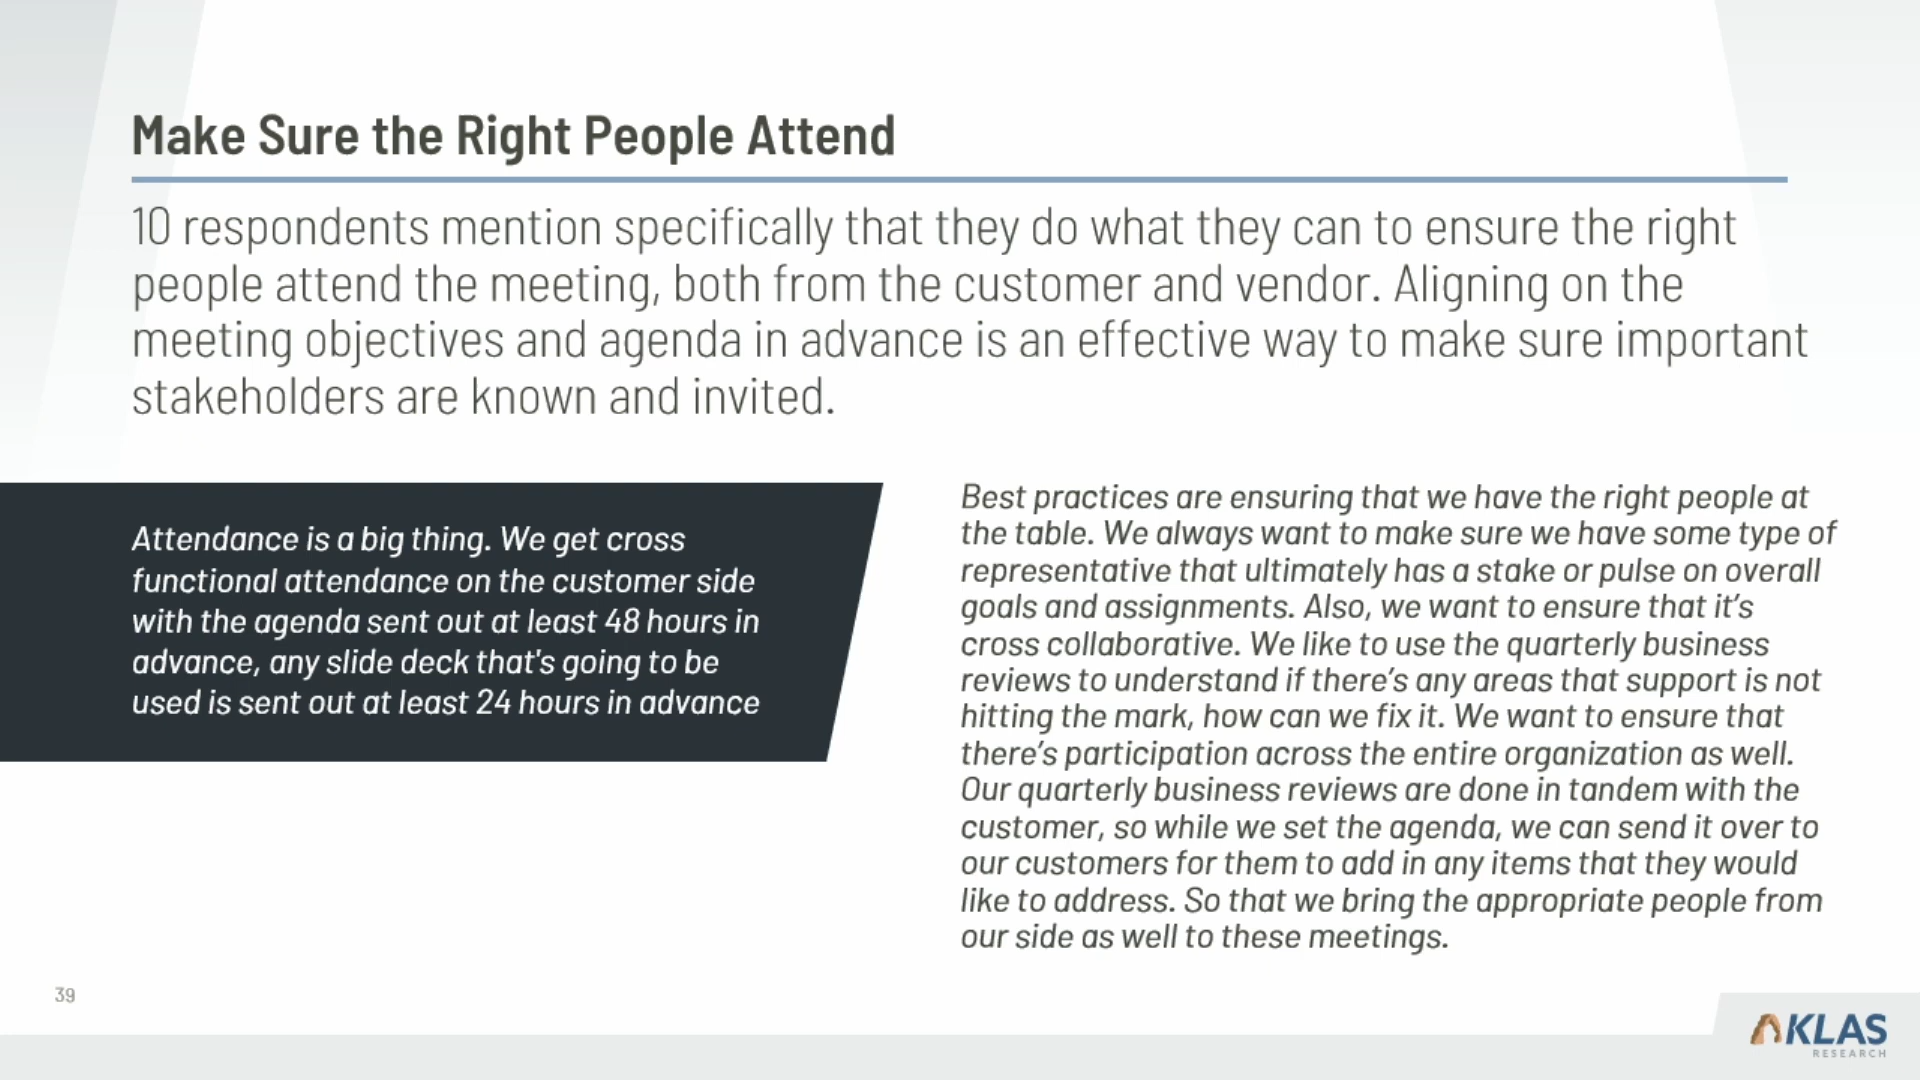 Make Sure the Right People Attend
10 respondents mention specifically that they do what they can to ensure the right
people attend the meeting, both from the customer and vendor. Aligning on the
meeting objectives and agenda in advance is an effective way to make sure important
stakeholders are known and invited.
Attendance is a big thing. We get cross
functional attendance on the customer side
with the agenda sent out at least 48 hours in
advance, any slide deck that's going to be
used is sent out at least 24 hours in advance
Best practices are ensuring that we have the right people at
the table. We always want to make sure we have some type of
representative that ultimately has a stake or pulse on overall
goals and assignments. Also, we want to ensure that it’s
cross collaborative. We like to use the quarterly business
reviews to understand if there’s any areas that support is not
hitting the mark, how can we fix it. We want to ensure that
there’s participation across the entire organization as well.
Our quarterly business reviews are done in tandem with the
customer, so while we set the agenda, we can send it over to
our customers for them to add in any items that they would
like to address. So that we bring the appropriate people from
our side as well to these meetings.
39
KLAS
RESEARCH